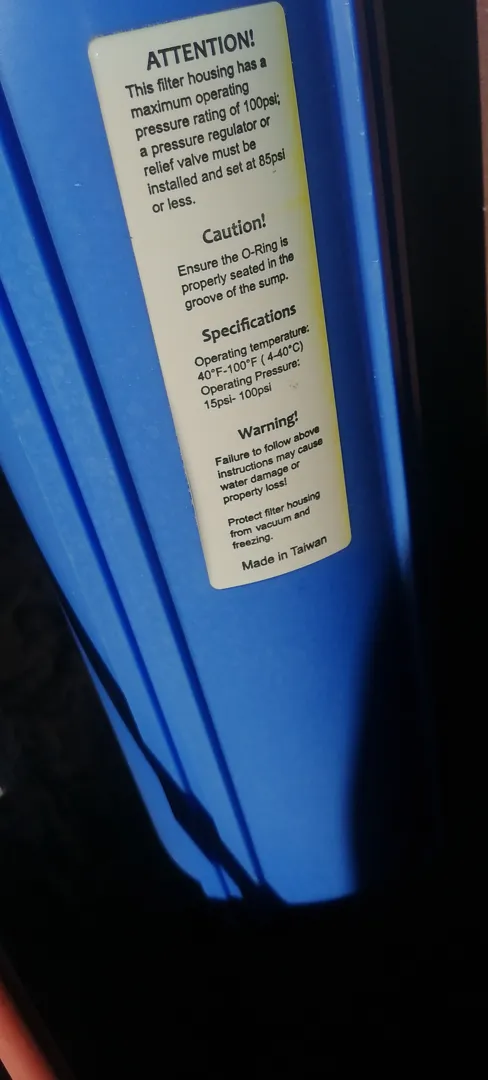 ATTENTION!
This filter housing has a
maximum operating
pressure rating of 100psi;
a pressure regulator or
relief valve must be
installed and set at 85psi
or less.
Caution!
Ensure the O-Ring is
properly seated in the
groove of the sump.
Specifications
Operating temperature:
40°F-100°F ( 4-40°C)
Operating Pressure:
15psi- 100psi
Warning!
Failure to follow above
instructions may cause
water damage or
property loss!
Protect filter housing
from vacuum and
freezing.
Made in Taiwan